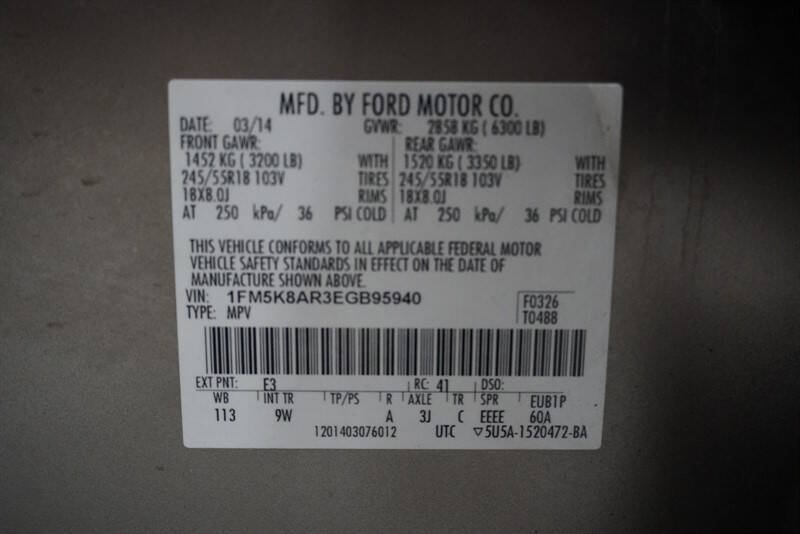 MFD. BY FORD MOTOR CO.
DATE: 03/14 GVWR: 2858 KG ( 6300 LB)
FRONT GAWR: REAR GAWR:
1452 KG ( 3200 LB) WITH 1520 KG ( 3350 LB) WITH
245/55R18 103V TIRES 245/55R18 103V TIRES
18X8.0J RIMS 18X8.0J RIMS
AT 250 kPa/ 36 PSI COLD AT 250 kPa/ 36 PSI COLD
THIS VEHICLE CONFORMS TO ALL APPLICABLE FEDERAL MOTOR
VEHICLE SAFETY STANDARDS IN EFFECT ON THE DATE OF
MANUFACTURE SHOWN ABOVE.
VIN: 1FM5K8AR3EGB95940 F0326
TYPE: MPV T0488
EXT PNT: E3 RC: 41 DSO:
WB INT TR TP/PS R AXLE TR SPR EUB1P
113 9W A 3J C EEEE 60A
1201403076012 UTC ▽5U5A-1520472-BA